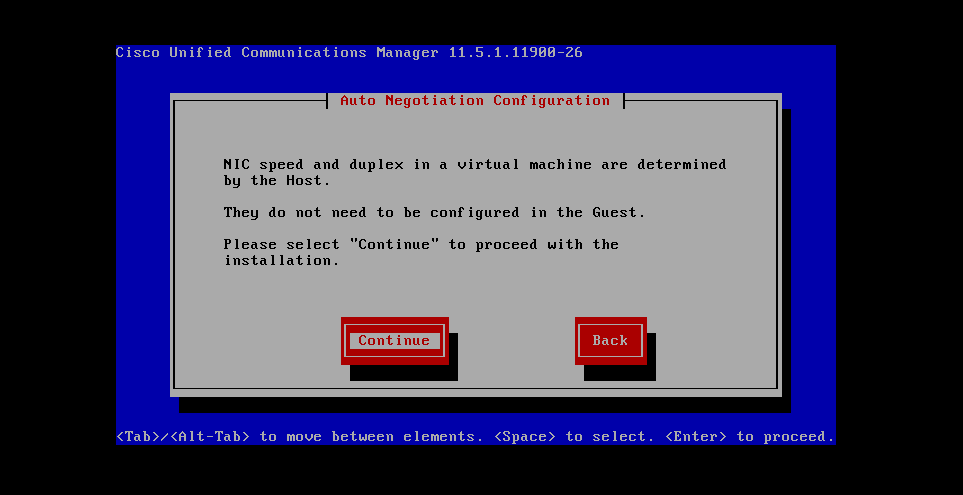 Cisco Unified Communications Manager 11.5.1.11900-26
Auto Negotiation Configuration
NIC speed and duplex in a virtual machine are determined
by the Host.
They do not need to be configured in the Guest.
Please select "Continue" to proceed with the
installation.
Continue
Back
<Tab>/<Alt-Tab> to move between elements. <Space> to select. <Enter> to proceed.